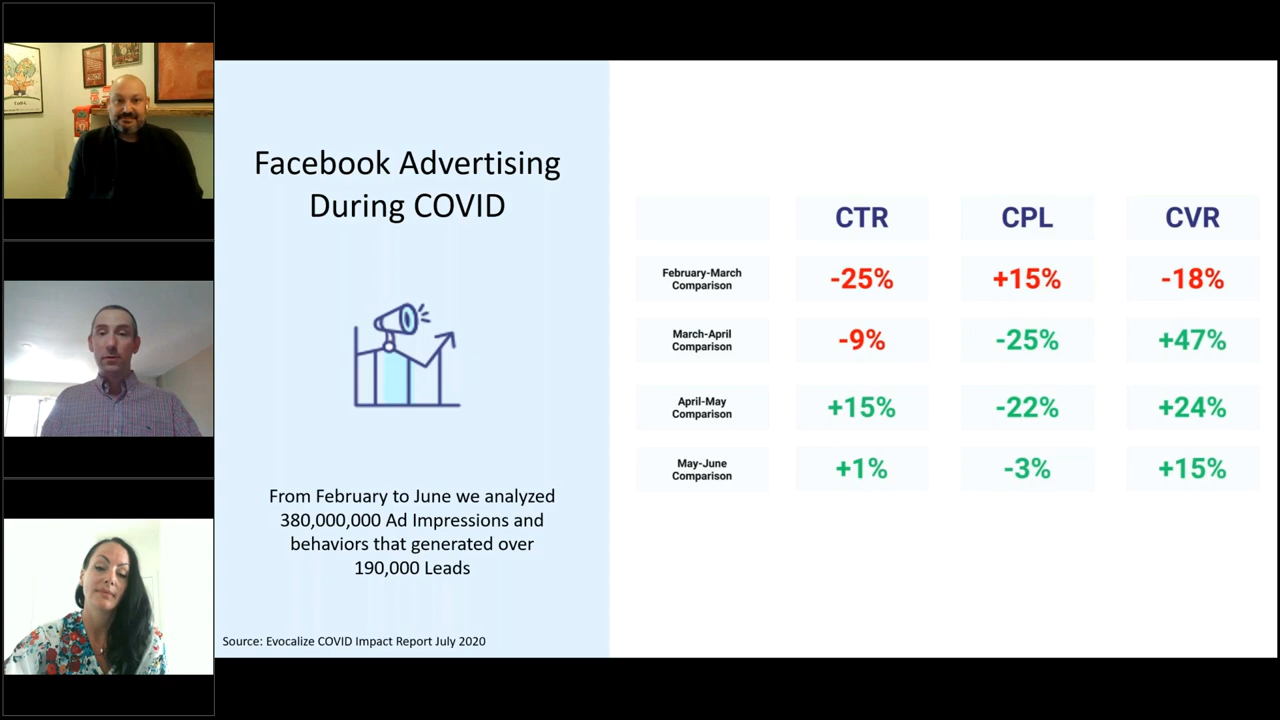 Facebook Advertising
During COVID
From February to June we analyzed
380,000,000 Ad Impressions and
behaviors that generated over
190,000 Leads
Source: Evocalize COVID Impact Report July 2020
CTR CPL CVR
February-March
Comparison
-25% +15% -18%
March-April
Comparison
-9% -25% +47%
April-May
Comparison
+15% -22% +24%
May-June
Comparison
+1% -3% +15%